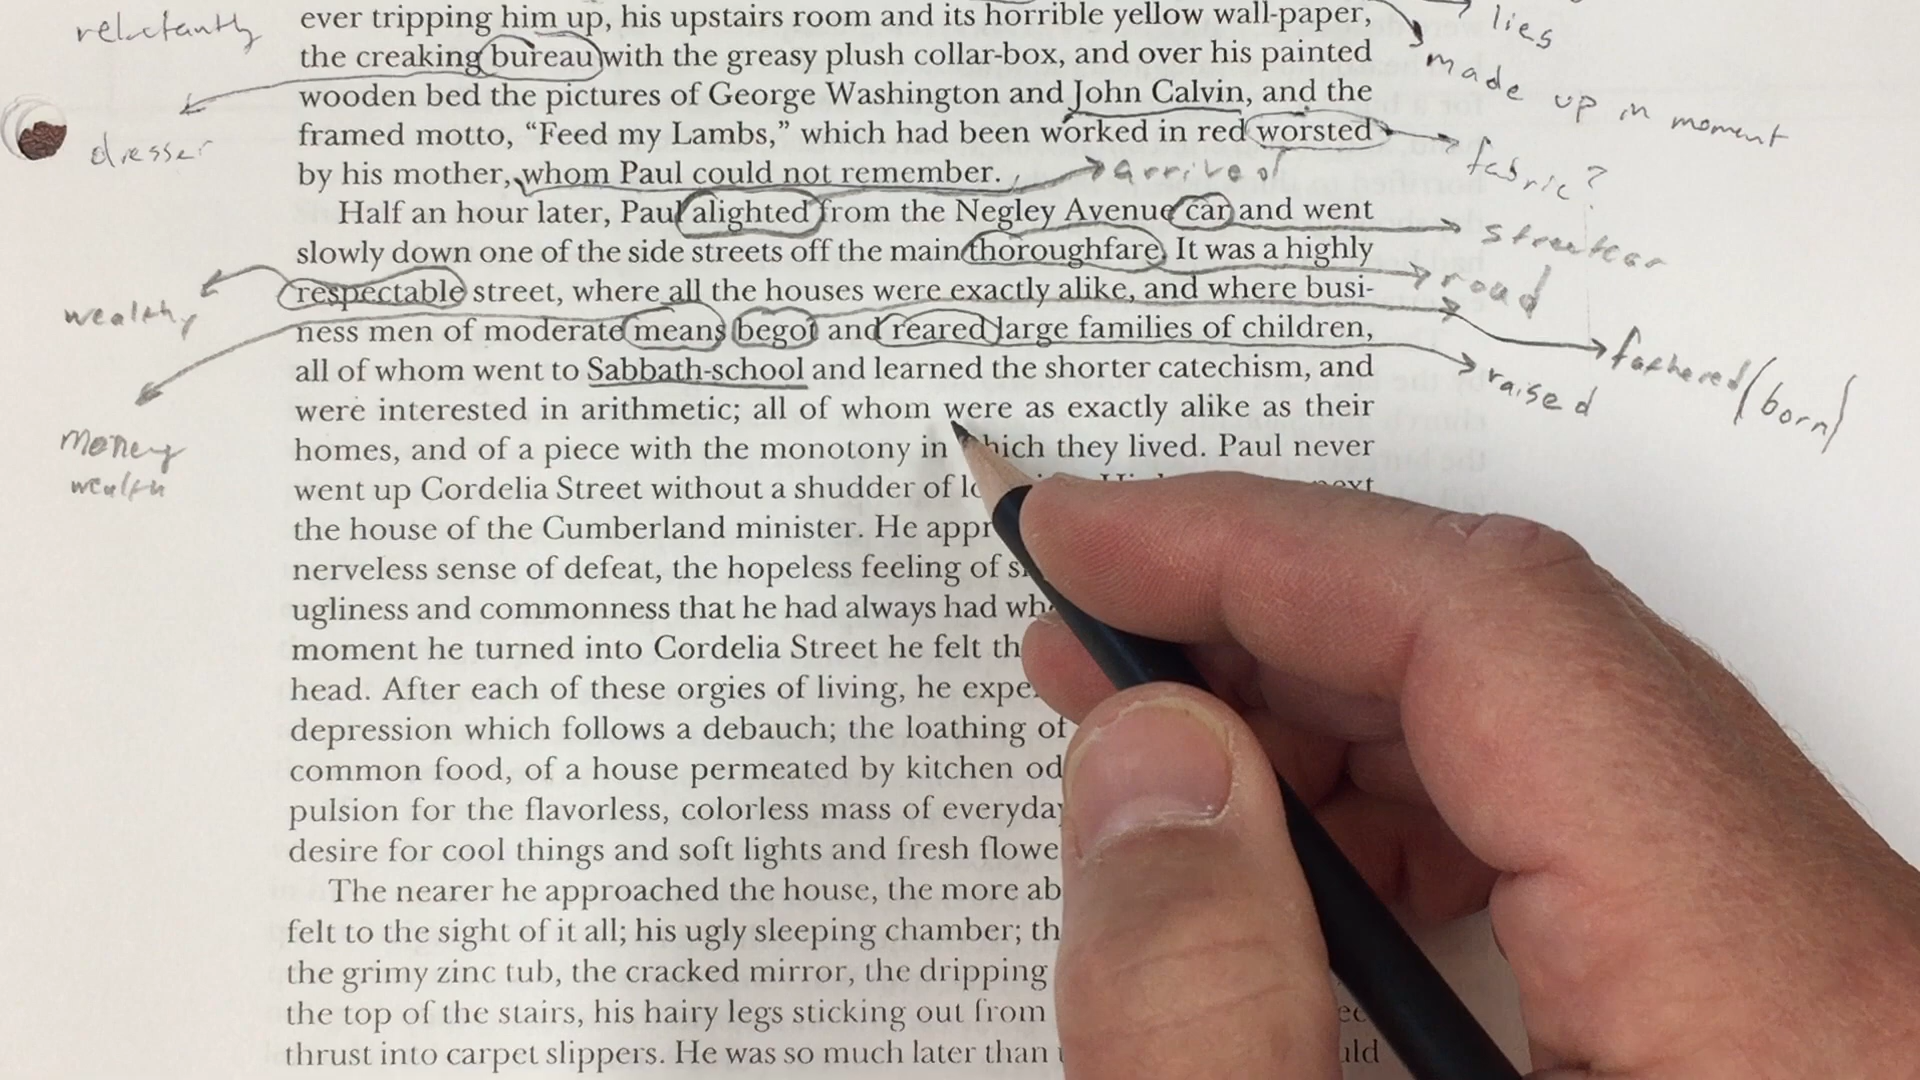 reluctantly
lies
made up in moment
dresser
fabric?
arrived
streetcar
road
wealthy
fathered/(born)
raised
money
wealth
ever tripping him up, his upstairs room and its horrible yellow wall-paper,
the creaking bureau with the greasy plush collar-box, and over his painted
wooden bed the pictures of George Washington and John Calvin, and the
framed motto, “Feed my Lambs,” which had been worked in red worsted
by his mother, whom Paul could not remember.
Half an hour later, Paul alighted from the Negley Avenue car and went
slowly down one of the side streets off the main thoroughfare. It was a highly
respectable street, where all the houses were exactly alike, and where busi-
ness men of moderate means begot and reared large families of children,
all of whom went to Sabbath-school and learned the shorter catechism, and
were interested in arithmetic; all of whom were as exactly alike as their
homes, and of a piece with the monotony in which they lived. Paul never
went up Cordelia Street without a shudder of next
the house of the Cumberland minister. He
nerveless sense of defeat, the hopeless feeling of
ugliness and commonness that he had always had
moment he turned into Cordelia Street he felt
head. After each of these orgies of living, he
depression which follows a debauch; the loathing of
common food, of a house permeated by kitchen
pulsion for the flavorless, colorless mass of
desire for cool things and soft lights and fresh
The nearer he approached the house, the more
felt to the sight of it all; his ugly sleeping chamber;
the grimy zinc tub, the cracked mirror, the dripping
the top of the stairs, his hairy legs sticking out from
thrust into carpet slippers. He was so much later than